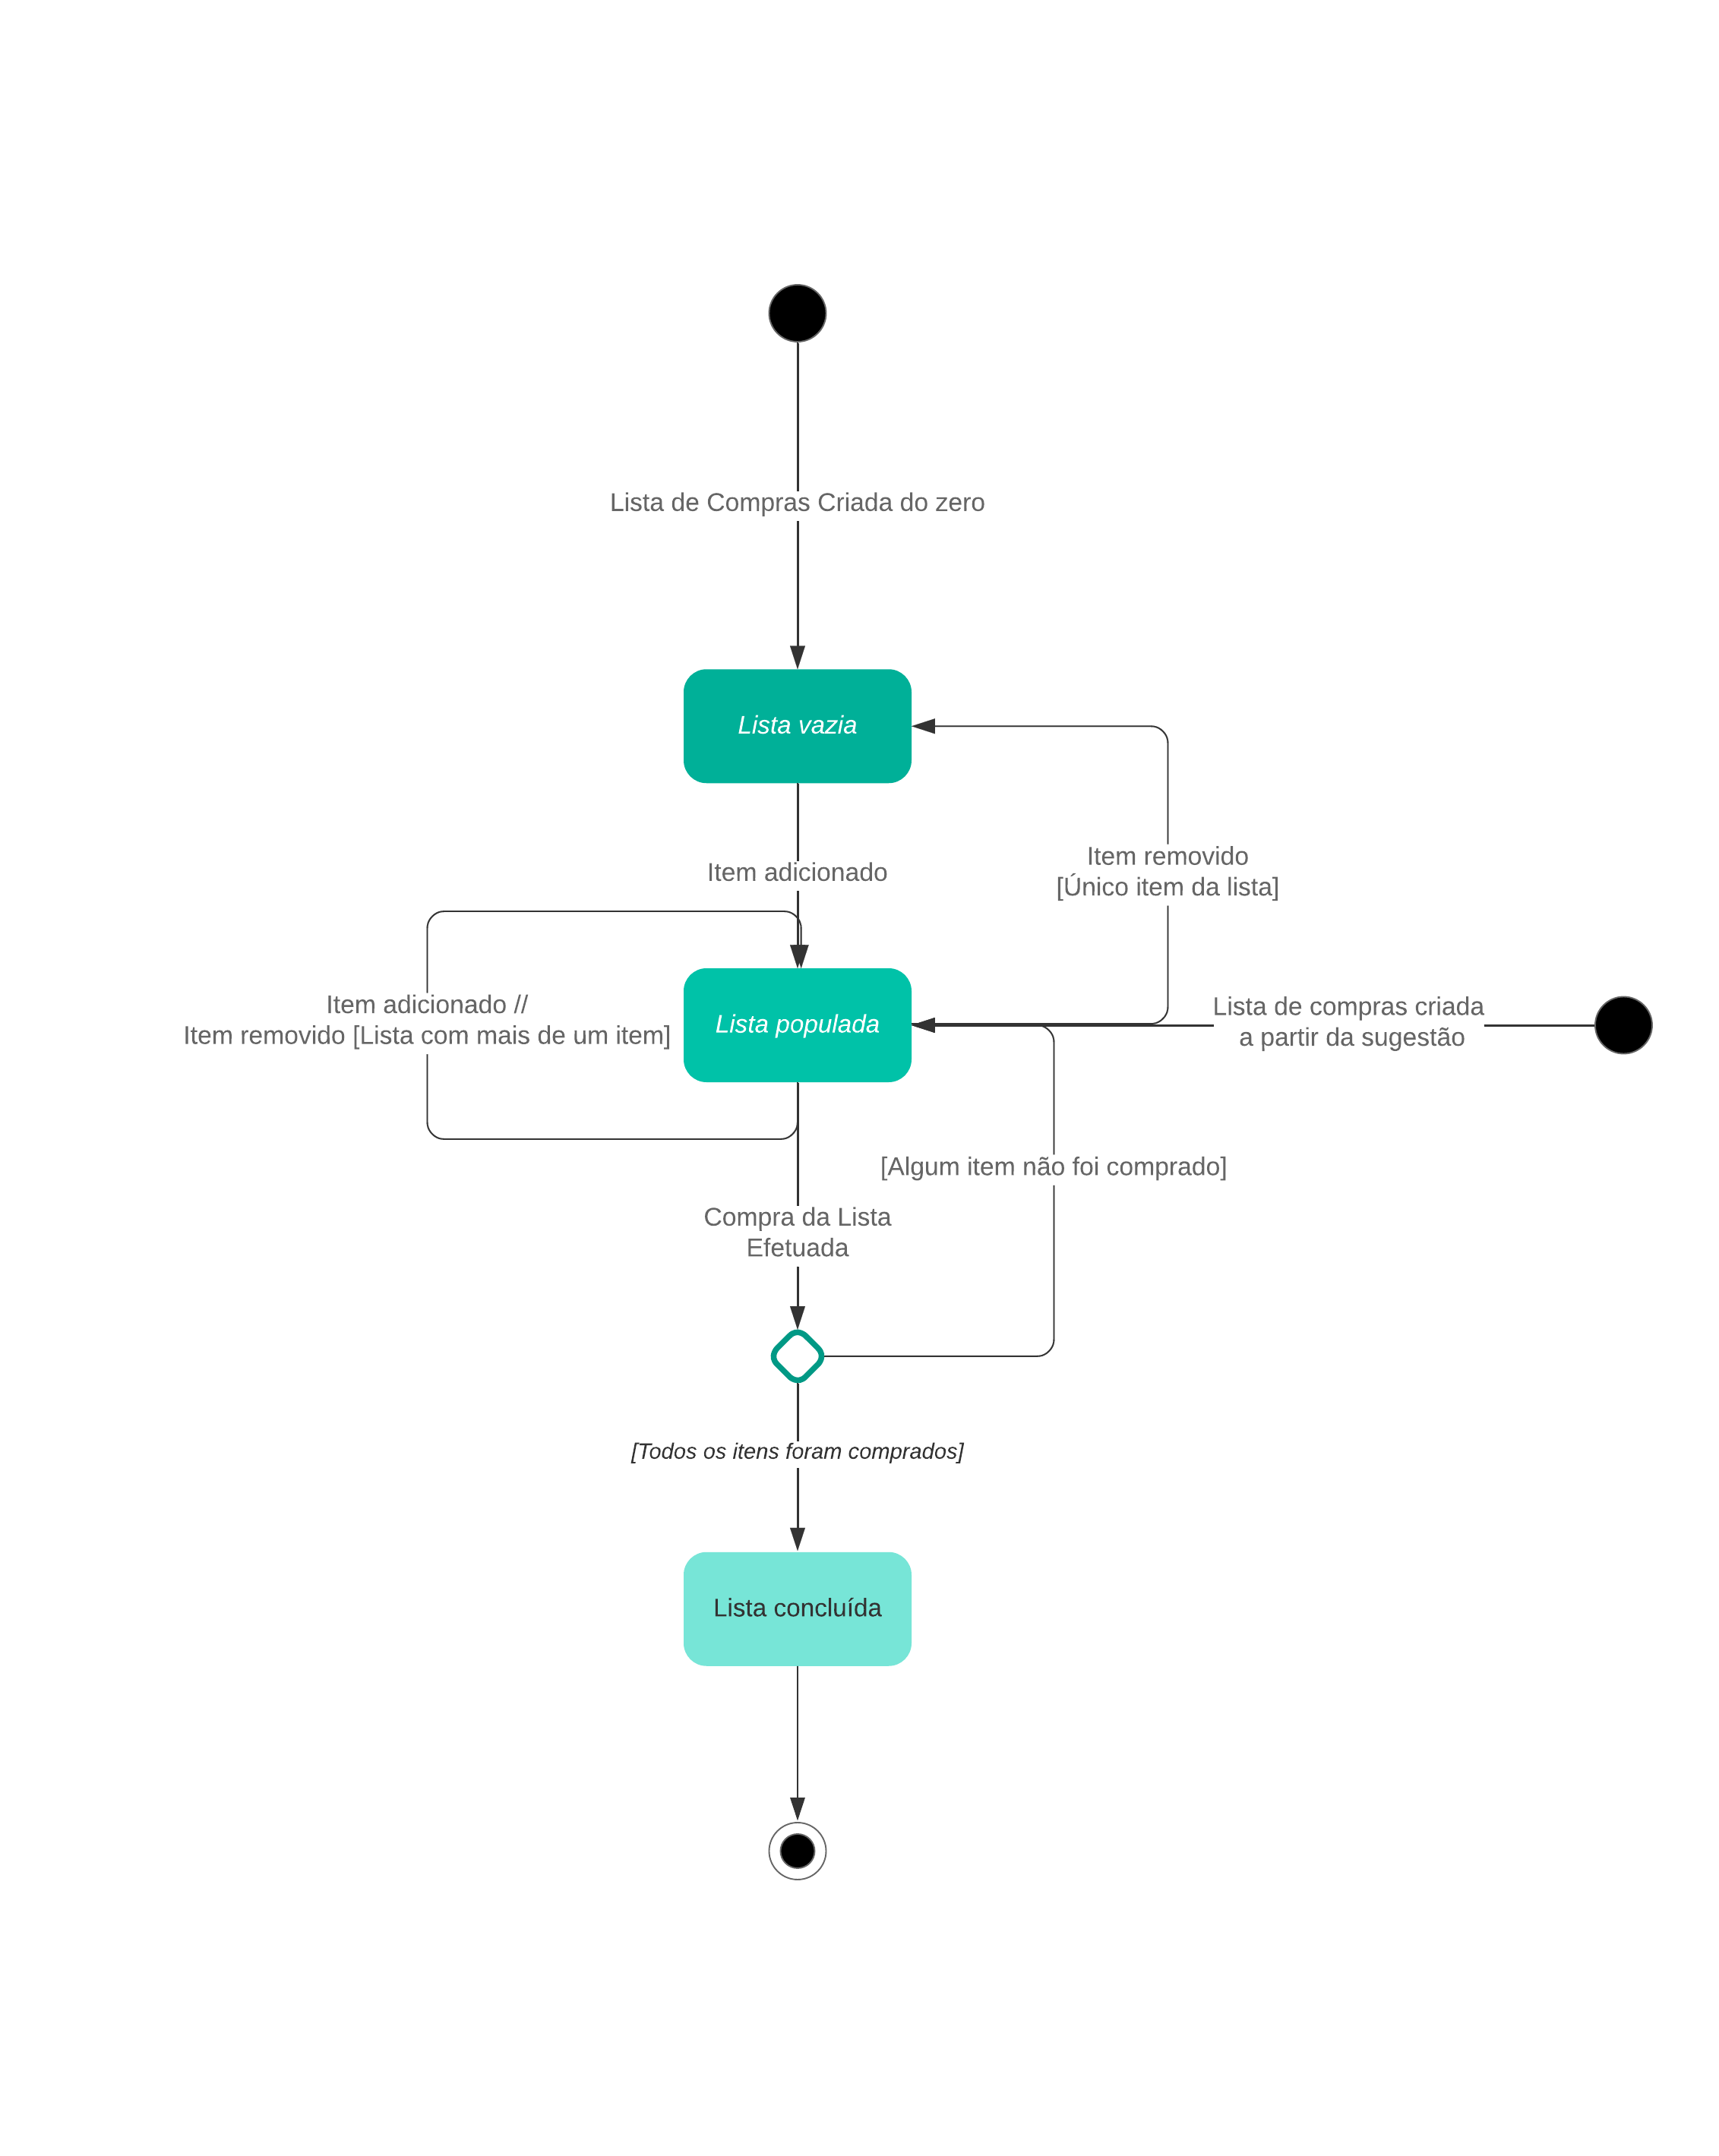 Lista de Compras Criada do zero
Lista vazia
Item adicionado
Item removido
[Único item da lista]
Item adicionado //
Item removido [Lista com mais de um item]
Lista populada
Lista de compras criada
a partir da sugestão
[Algum item não foi comprado]
Compra da Lista
Efetuada
[Todos os itens foram comprados]
Lista concluída